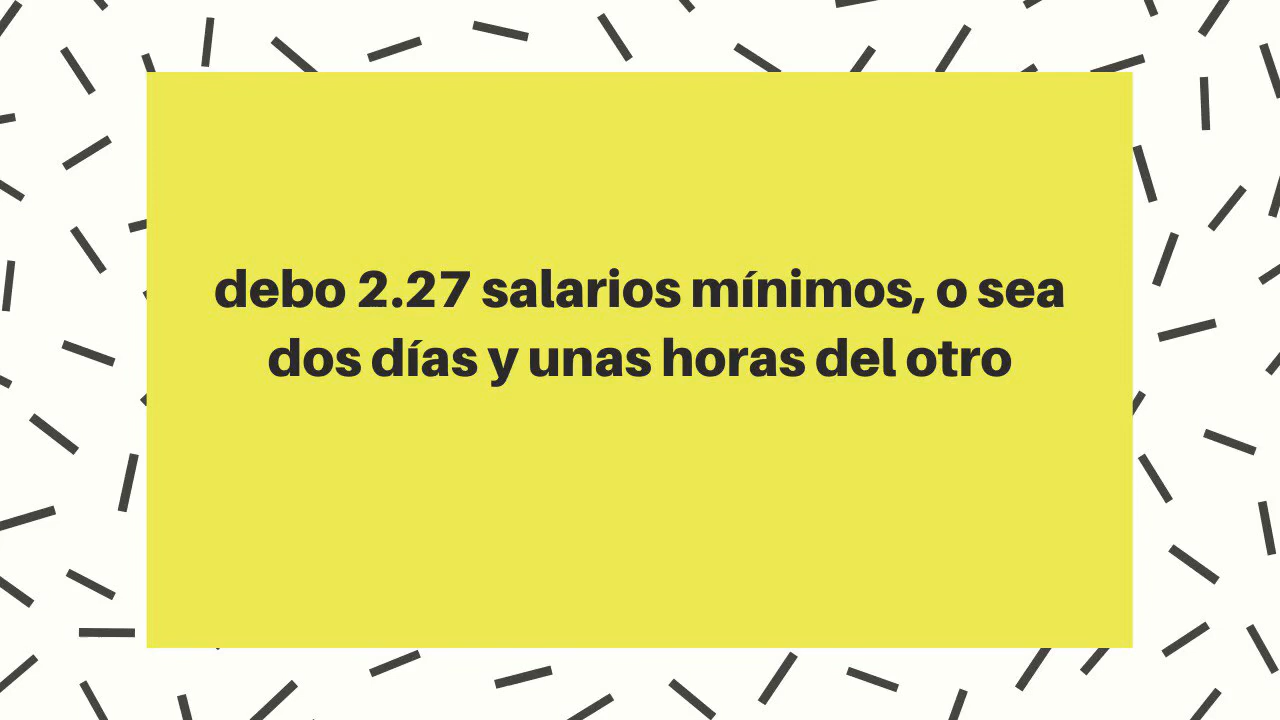 debo 2.27 salarios mínimos, o sea
dos días y unas horas del otro